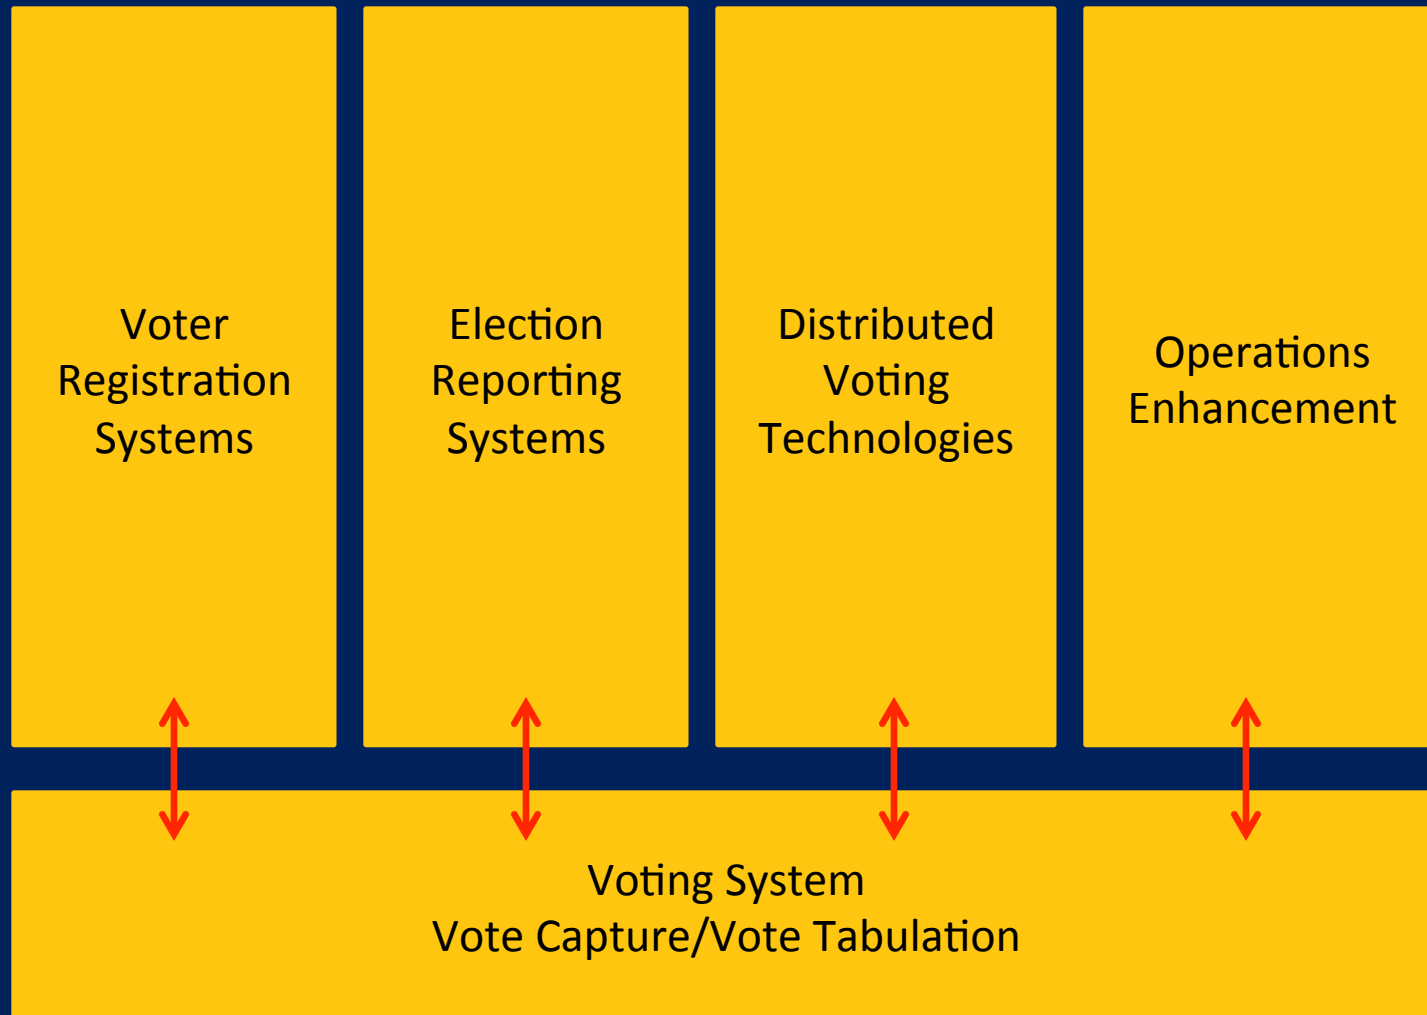 Voter
Registration
Systems
Election
Reporting
Systems
Distributed
Voting
Technologies
Operations
Enhancement
Voting System
Vote Capture/Vote Tabulation